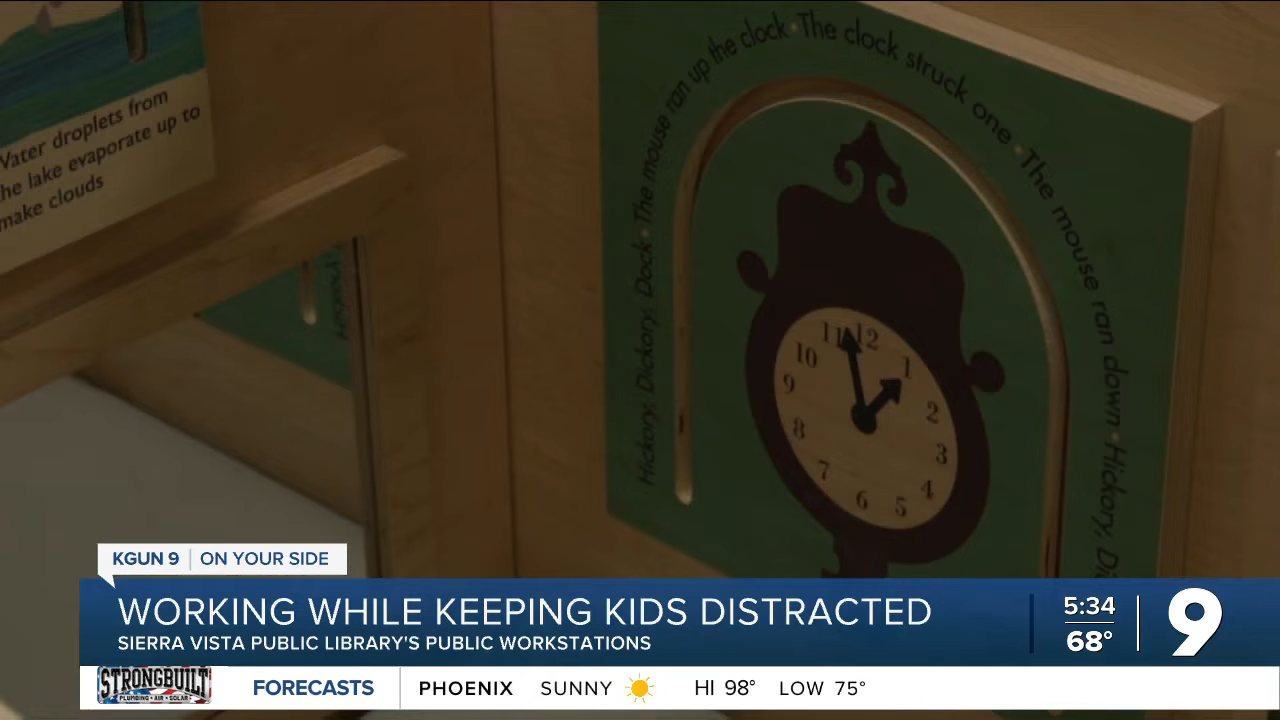 Water droplets from
the lake evaporate up to
make clouds
Hickory, Dickory, Dock • The mouse ran up the clock • The clock struck one • The mouse ran down • Hickory, Di
11 12
10 1
9 2
8 3
7 4
6 5
KGUN 9 | ON YOUR SIDE
WORKING WHILE KEEPING KIDS DISTRACTED
SIERRA VISTA PUBLIC LIBRARY'S PUBLIC WORKSTATIONS
5:34
68°
9
STRONGBUILT
PLUMBING • AIR • SOLAR
FORECASTS
PHOENIX SUNNY HI 98° LOW 75°